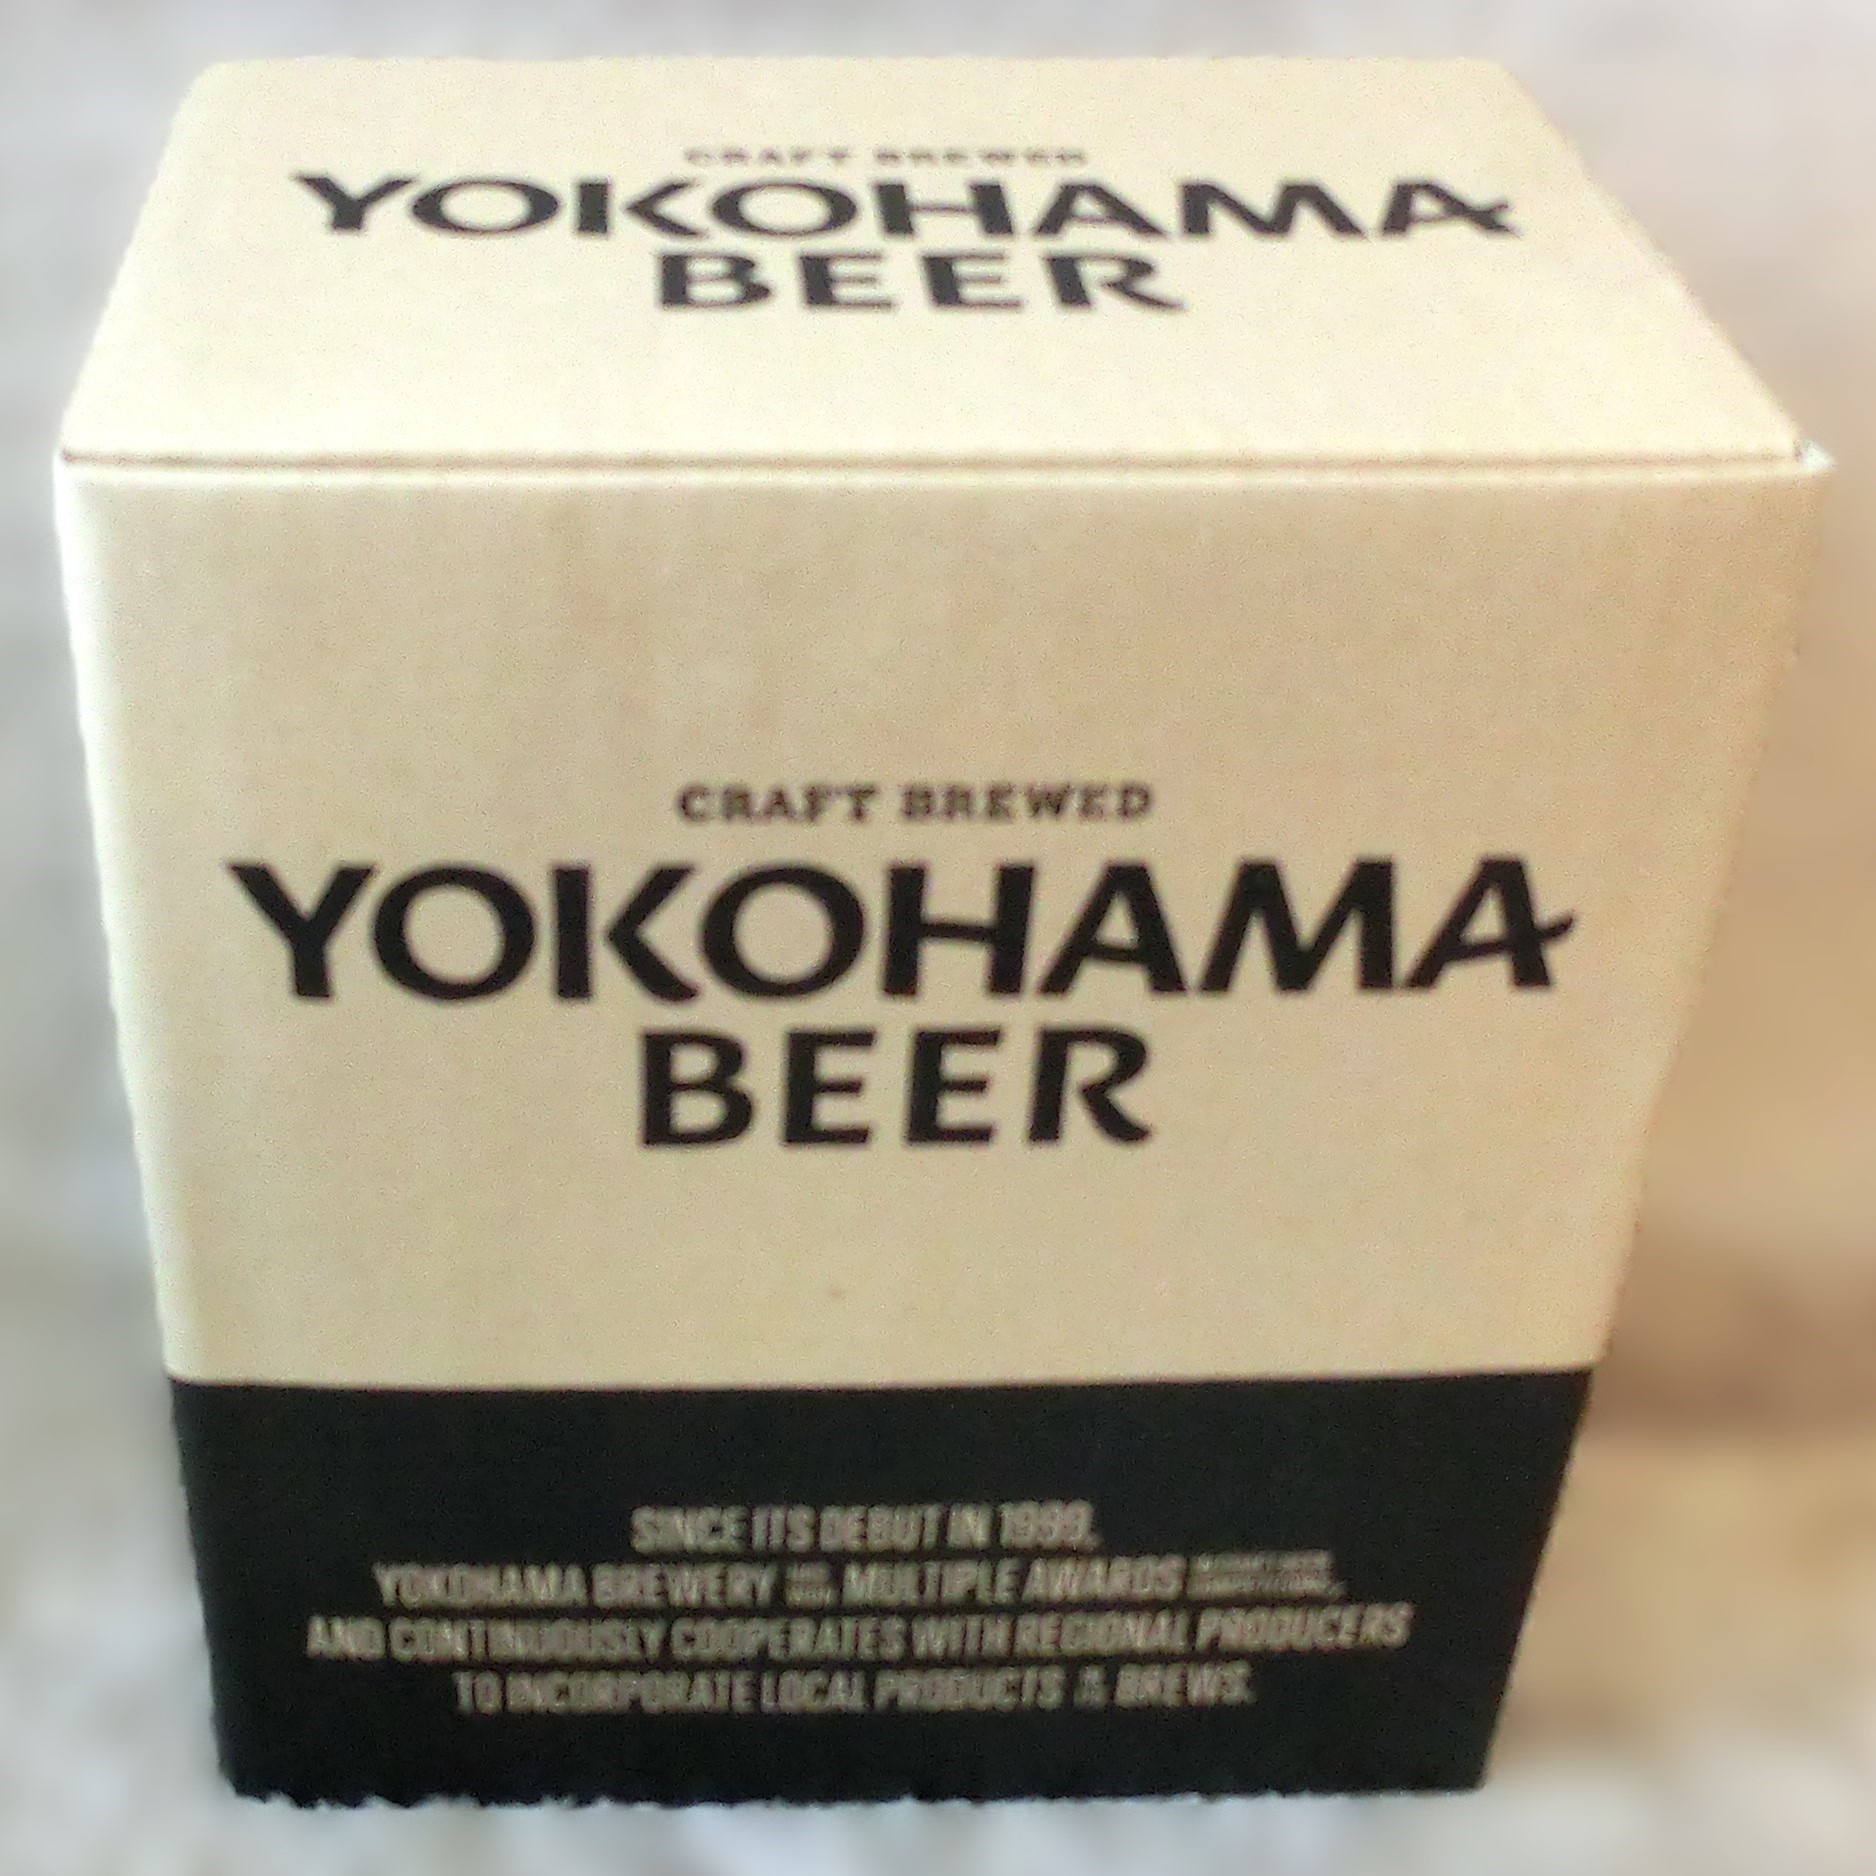 CRAFT BREWED
YOKOHAMA
BEER
CRAFT BREWED
YOKOHAMA
BEER
SINCE ITS DEBUT IN 1999,
YOKOHAMA BREWERY MULTIPLE AWARDS
AND CONTINUOUSLY COOPERATES WITH REGIONAL PRODUCERS
TO INCORPORATE LOCAL PRODUCTS BREWS.